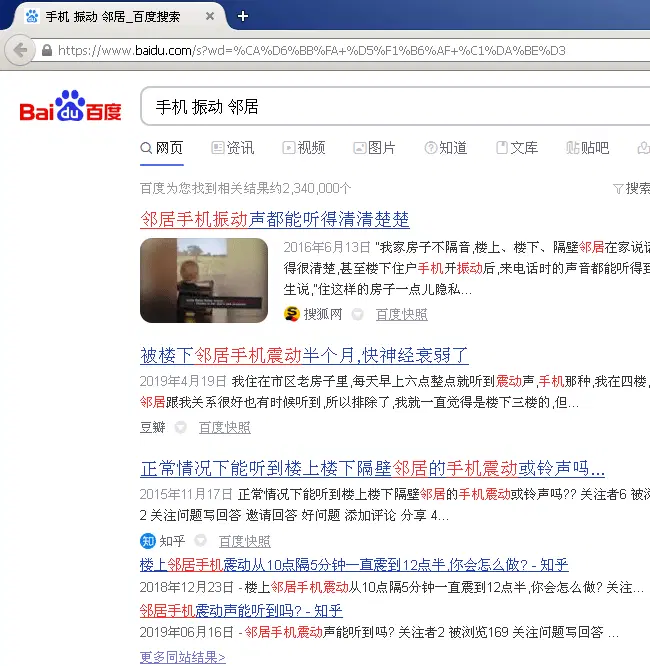 手机 振动 邻居_百度搜索
https://www.baidu.com/s?wd=%CA%D6%BB%FA+%D5%F1%B6%AF+%C1%DA%BE%D3
Bai du 百度
手机 振动 邻居
网页 资讯 视频 图片 知道 文库 贴吧
百度为您找到相关结果约2,340,000个 搜索
邻居手机振动声都能听得清清楚楚
2016年6月13日 "我家房子不隔音,楼上、楼下、隔壁邻居在家说话
得很清楚,甚至楼下住户手机开振动后,来电话时的声音都能听得到
生说,"住这样的房子一点儿隐私...
搜狐网 百度快照
被楼下邻居手机震动半个月,快神经衰弱了
2019年4月19日 我住在市区老房子里,每天早上六点整点就听到震动声,手机那种,我在四楼,
邻居跟我关系很好也有时候听到,所以排除了,我就一直觉得是楼下三楼的,但...
豆瓣 百度快照
正常情况下能听到楼上楼下隔壁邻居的手机震动或铃声吗...
2015年11月17日 正常情况下能听到楼上楼下隔壁邻居的手机震动或铃声吗?? 关注者6 被浏
2 关注问题写回答 邀请回答 好问题 添加评论 分享 4...
知 知乎 百度快照
楼上邻居手机震动从10点隔5分钟一直震到12点半,你会怎么做? - 知乎
2018年12月23日 - 楼上邻居手机震动从10点隔5分钟一直震到12点半,你会怎么做? 关注...
邻居手机震动声能听到吗? - 知乎
2019年06月16日 - 邻居手机震动声能听到吗? 关注者2 被浏览169 关注问题写回答 ...
更多同站结果>